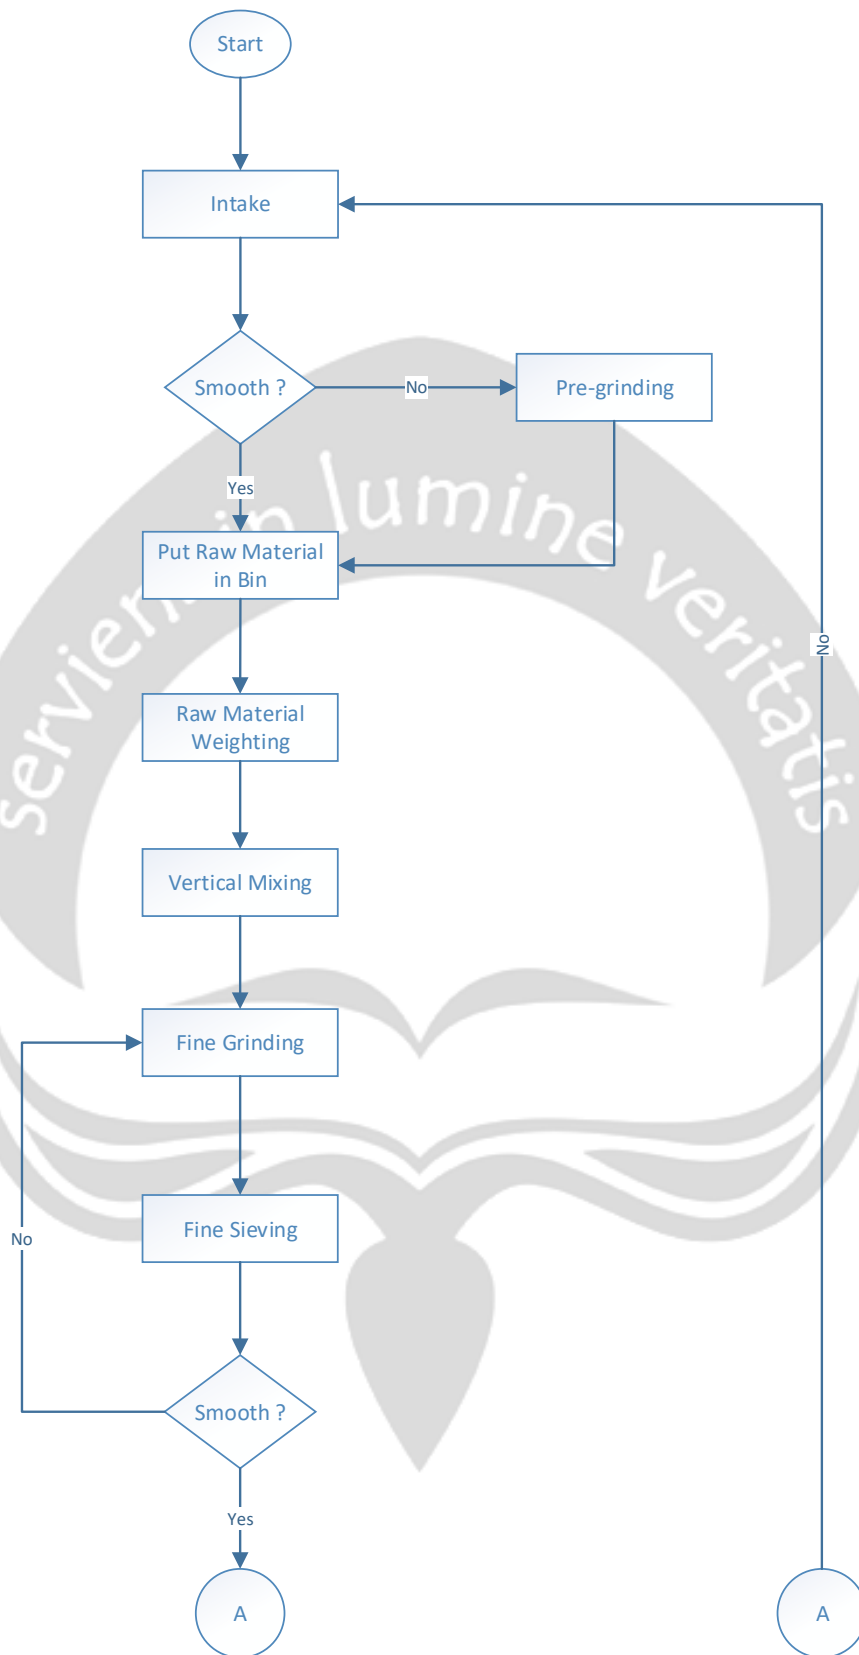 Start
Intake
Smooth ?
No
Pre-grinding
Yes
Put Raw Material
in Bin
No
Raw Material
Weighting
Vertical Mixing
Fine Grinding
Fine Sieving
No
Smooth ?
Yes
A
A
serviens in lumine veritatis